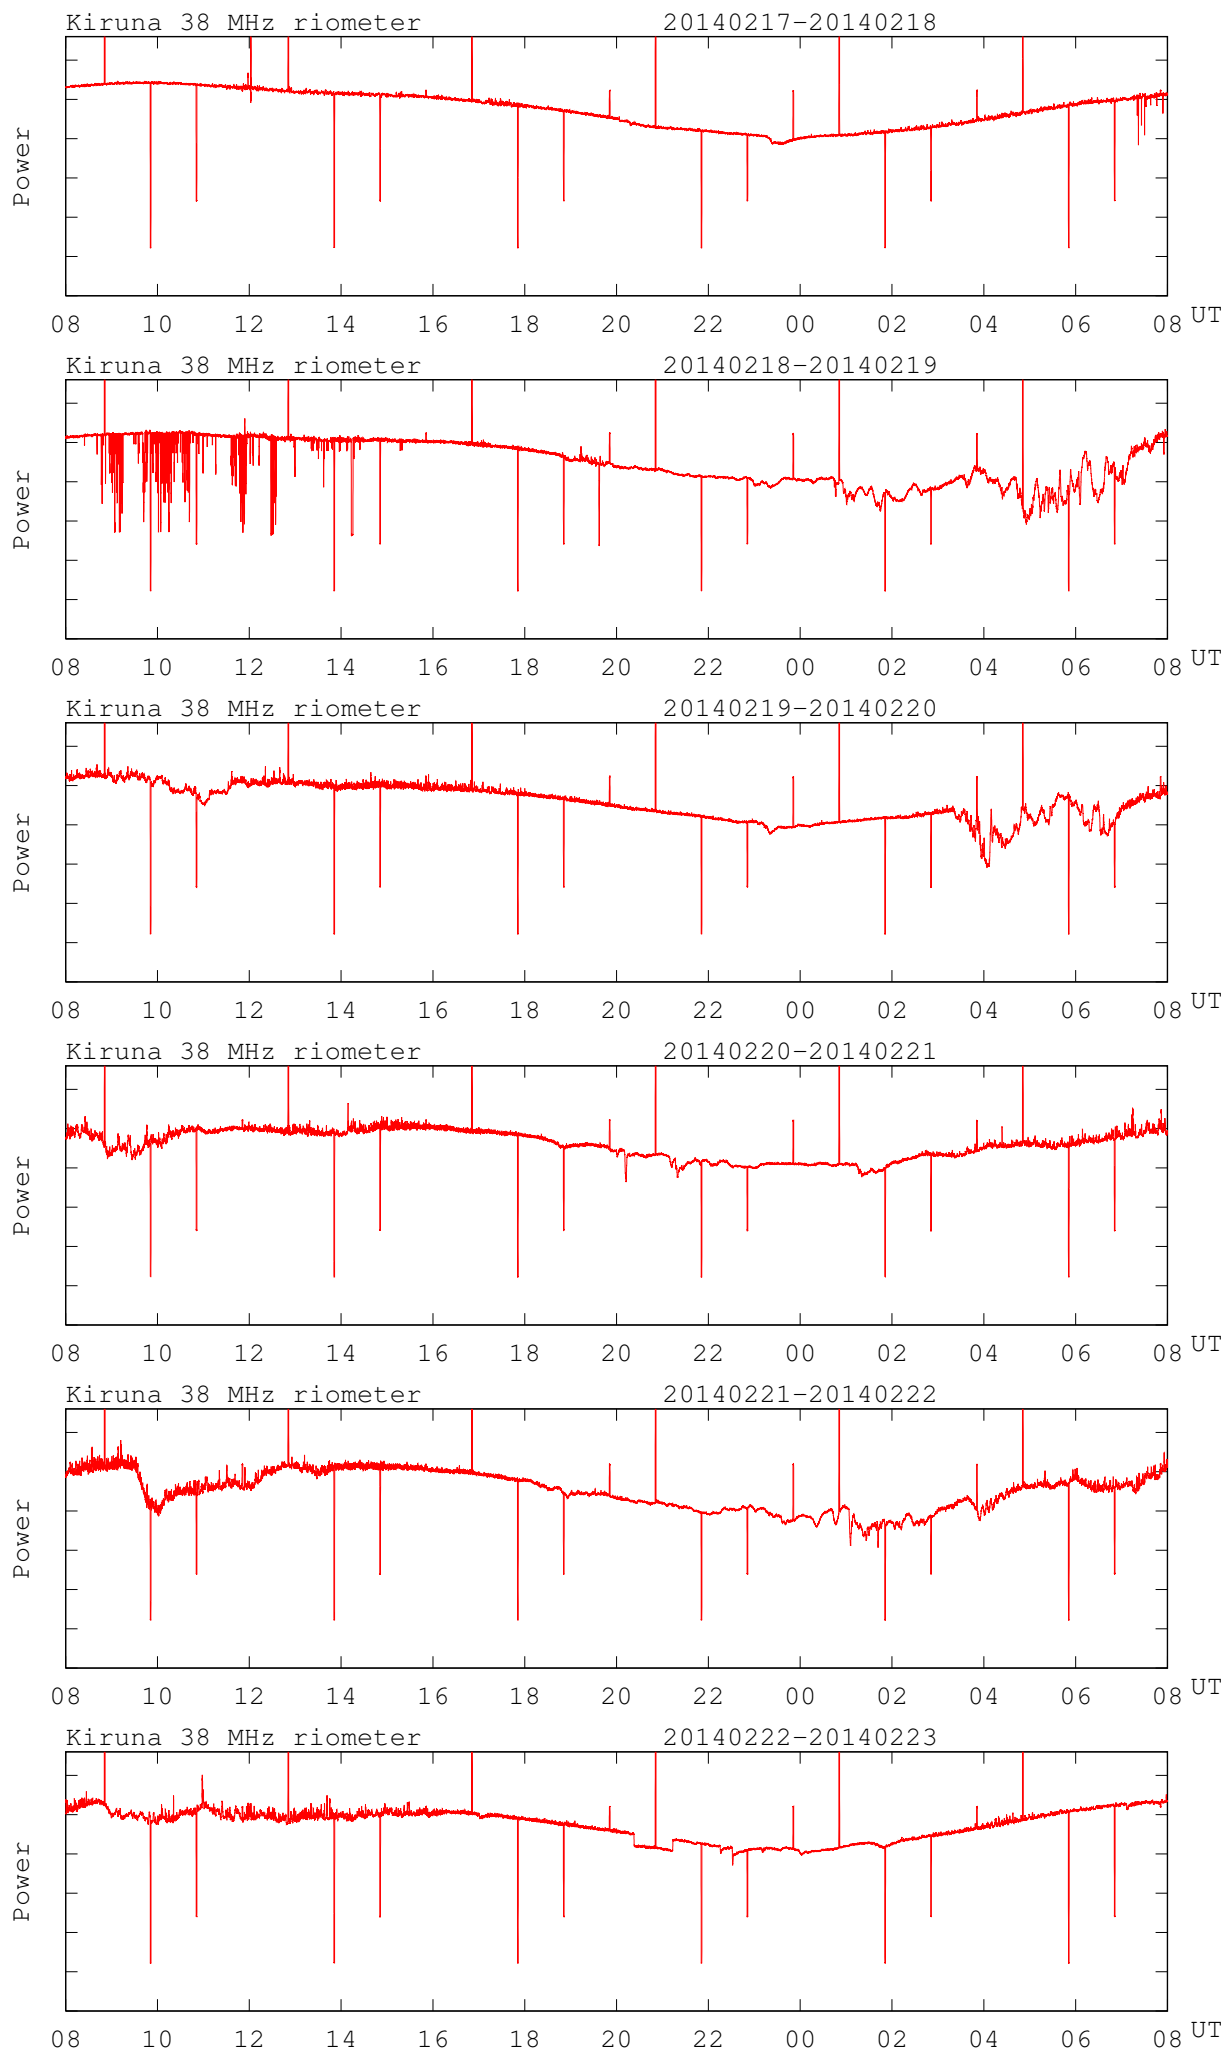 Kiruna 38 MHz riometer 20140217-20140218
Power
08 10 12 14 16 18 20 22 00 02 04 06 08 UT
Kiruna 38 MHz riometer 20140218-20140219
Power
08 10 12 14 16 18 20 22 00 02 04 06 08 UT
Kiruna 38 MHz riometer 20140219-20140220
Power
08 10 12 14 16 18 20 22 00 02 04 06 08 UT
Kiruna 38 MHz riometer 20140220-20140221
Power
08 10 12 14 16 18 20 22 00 02 04 06 08 UT
Kiruna 38 MHz riometer 20140221-20140222
Power
08 10 12 14 16 18 20 22 00 02 04 06 08 UT
Kiruna 38 MHz riometer 20140222-20140223
Power
08 10 12 14 16 18 20 22 00 02 04 06 08 UT